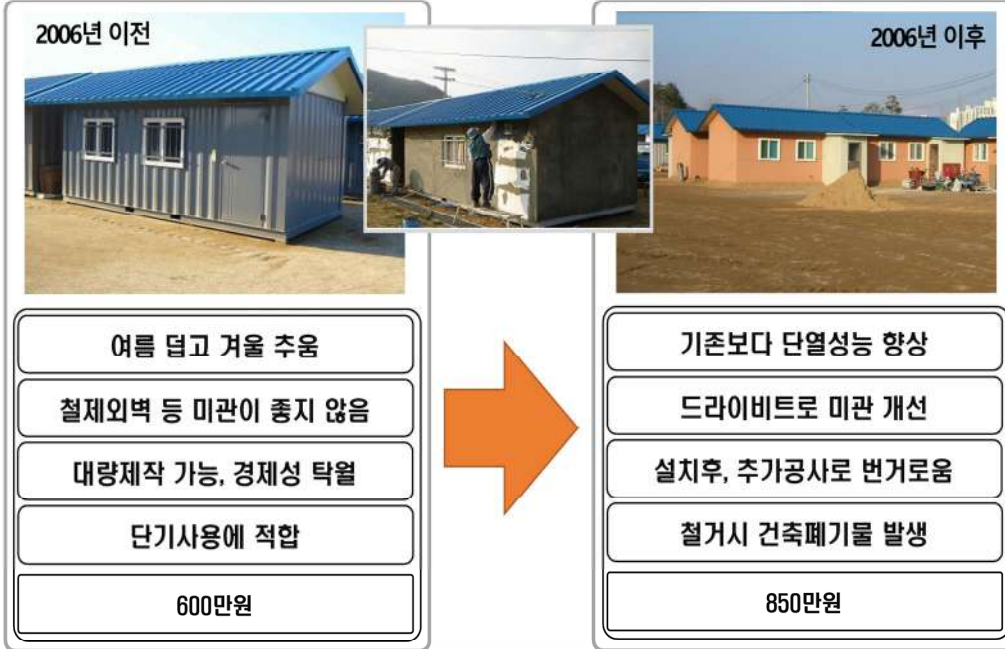 2006년 이전
여름 덥고 겨울 추움
철제외벽 등 미관이 좋지 않음
대량제작 가능, 경제성 탁월
단기사용에 적합
600만원
2006년 이후
기존보다 단열성능 향상
드라이비트로 미관 개선
설치후, 추가공사로 번거로움
철거시 건축폐기물 발생
850만원